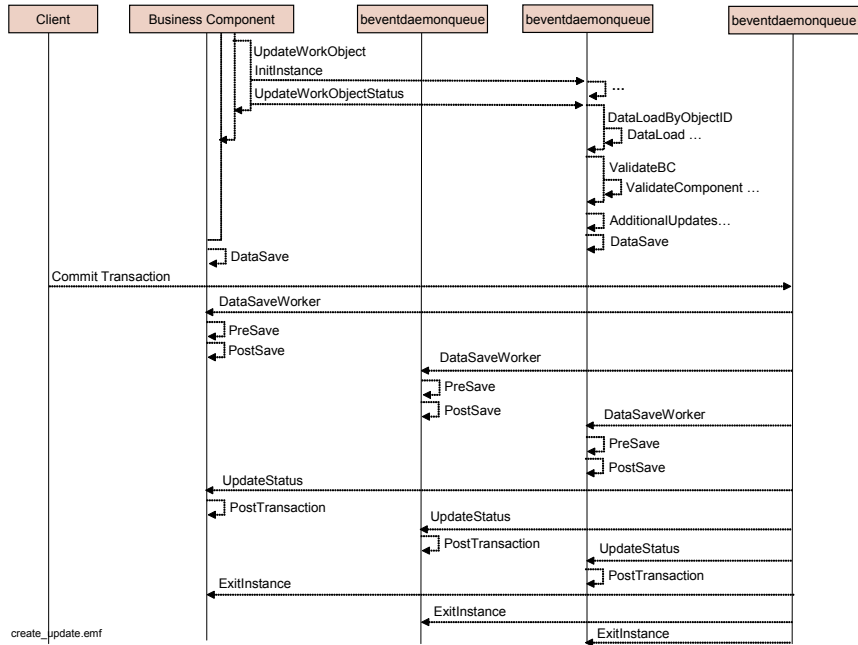 Client
Business Component
beventdaemonqueue
beventdaemonqueue
beventdaemonqueue
UpdateWorkObject
InitInstance
...
UpdateWorkObjectStatus
DataLoadByObjectID
DataLoad ...
ValidateBC
ValidateComponent ...
AdditionalUpdates...
DataSave
DataSave
Commit Transaction
DataSaveWorker
PreSave
PostSave
DataSaveWorker
PreSave
PostSave
DataSaveWorker
PreSave
PostSave
UpdateStatus
PostTransaction
UpdateStatus
PostTransaction
UpdateStatus
PostTransaction
ExitInstance
ExitInstance
create_update.emf
ExitInstance